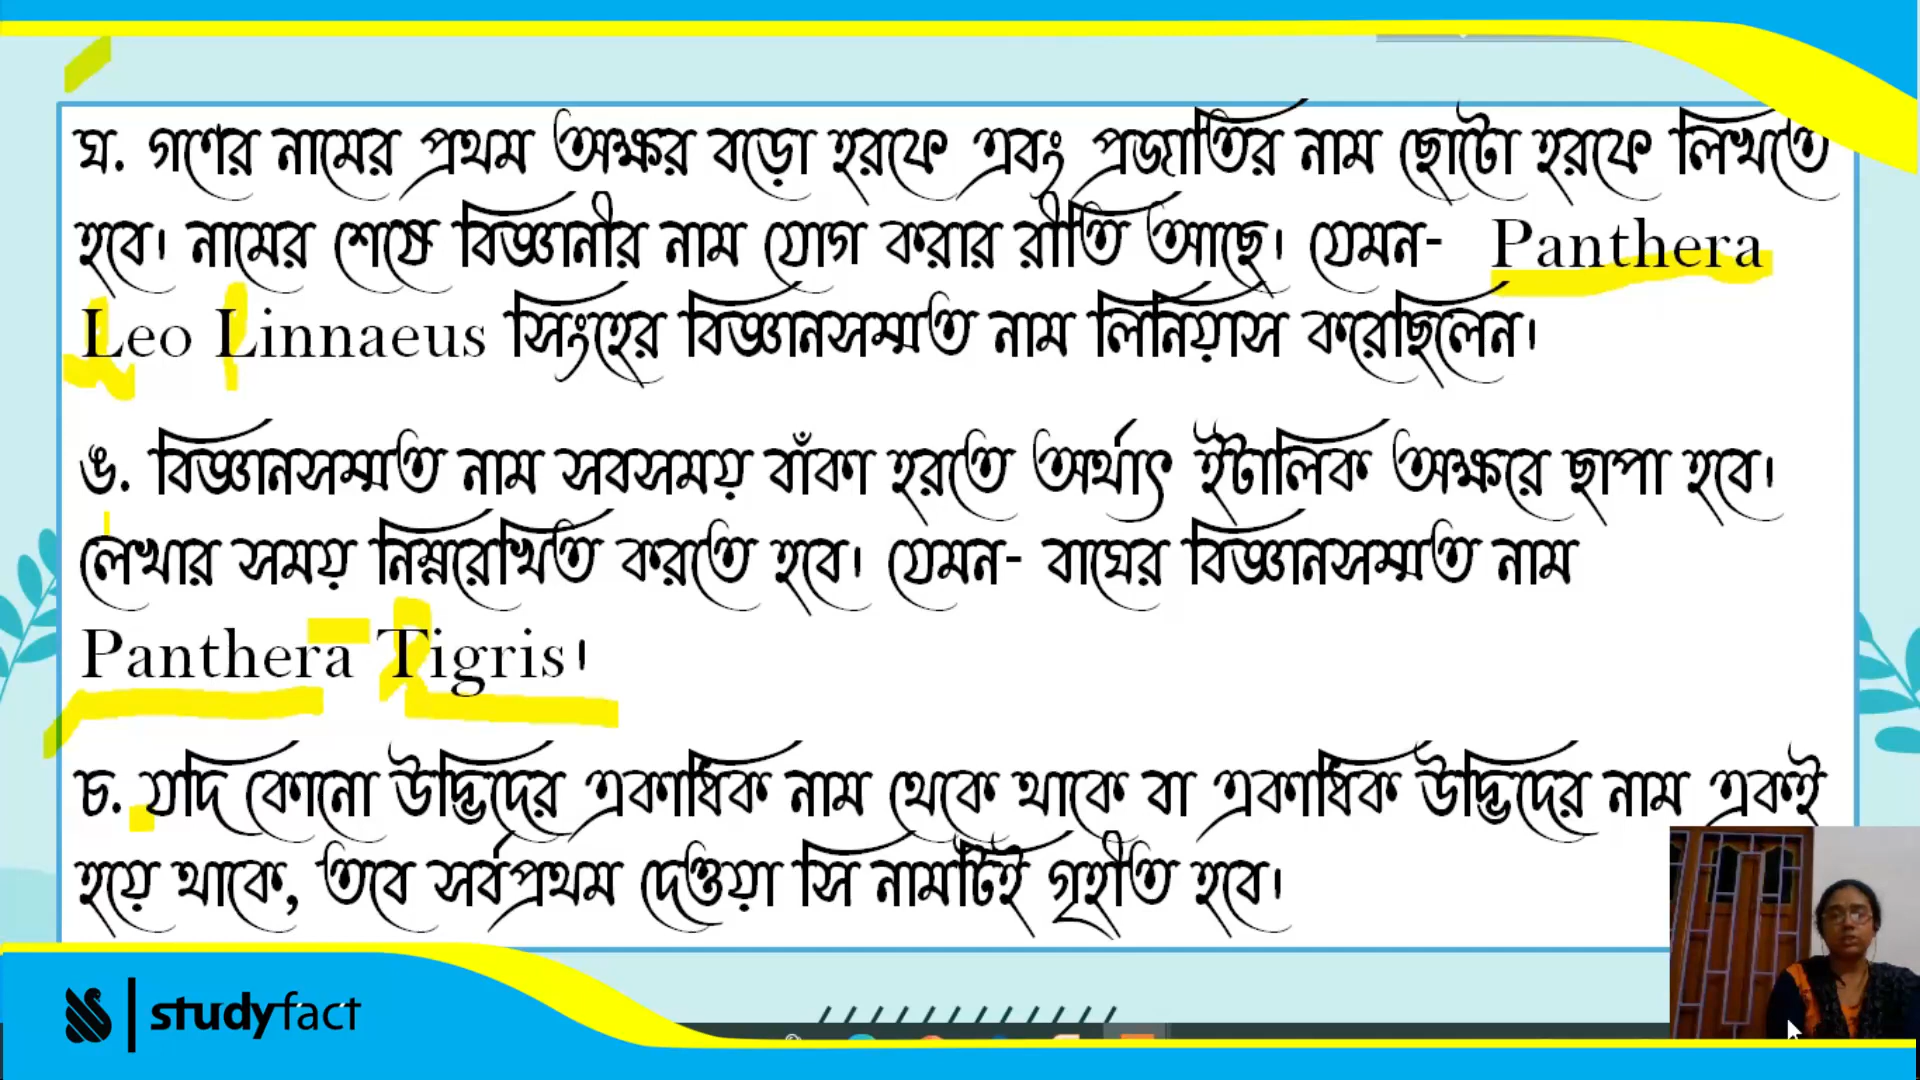 ঘ. গণের নামের প্রথম অক্ষর বড়ো হরফে এবং প্রজাতির নাম ছোটো হরফে লিখতে
হবে। নামের শেষে বিজ্ঞানীর নাম যোগ করার রীতি আছে। যেমন- Panthera
Leo Linnaeus সিংহের বিজ্ঞানসম্মত নাম লিনিয়াস করেছিলেন।
ঙ. বিজ্ঞানসম্মত নাম সবসময় বাঁকা হরতে অর্থাৎ ইটালিক অক্ষরে ছাপা হবে।
লেখার সময় নিম্নরেখিত করতে হবে। যেমন- বাঘের বিজ্ঞানসম্মত নাম
Panthera Tigris।
চ. যদি কোনো উদ্ভিদের একাধিক নাম থেকে থাকে বা একাধিক উদ্ভিদের নাম একই
হয়ে থাকে, তবে সর্বপ্রথম দেওয়া সি নামটিই গৃহীত হবে।
studyfact